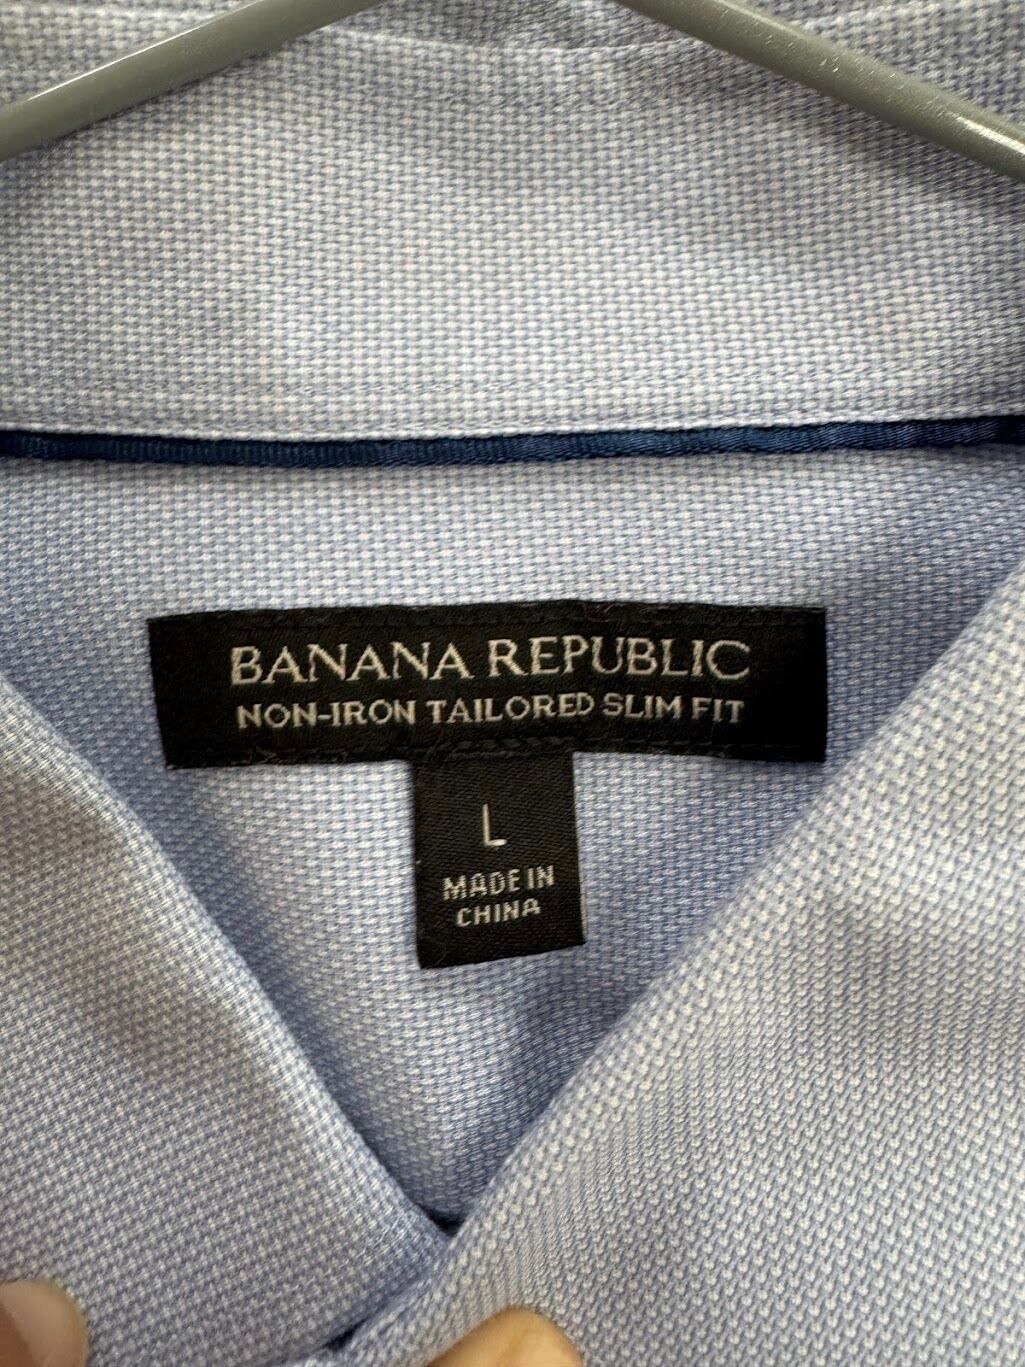 BANANA REPUBLIC
NON-IRON TAILORED SLIM FIT
L
MADE IN
CHINA